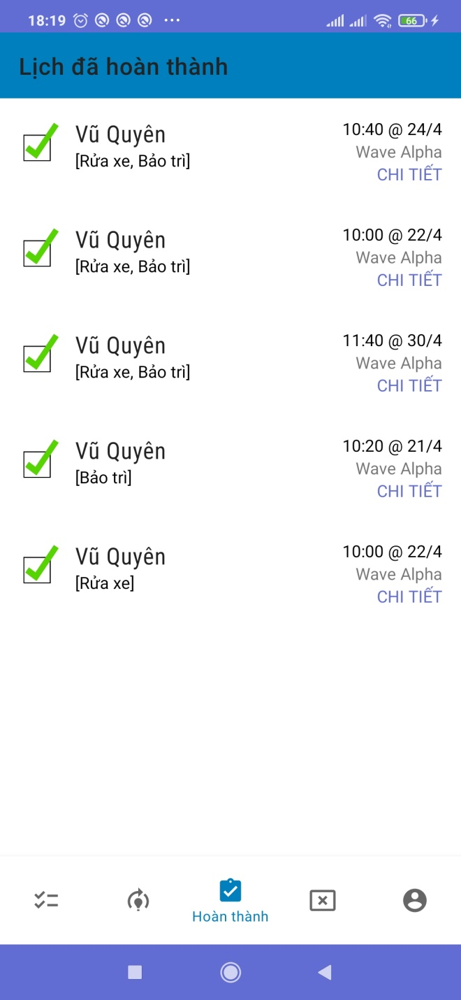 18:19
66
Lịch đã hoàn thành
Vũ Quyên
[Rửa xe, Bảo trì]
10:40 @ 24/4
Wave Alpha
CHI TIẾT
Vũ Quyên
[Rửa xe, Bảo trì]
10:00 @ 22/4
Wave Alpha
CHI TIẾT
Vũ Quyên
[Rửa xe, Bảo trì]
11:40 @ 30/4
Wave Alpha
CHI TIẾT
Vũ Quyên
[Bảo trì]
10:20 @ 21/4
Wave Alpha
CHI TIẾT
Vũ Quyên
[Rửa xe]
10:00 @ 22/4
Wave Alpha
CHI TIẾT
Hoàn thành